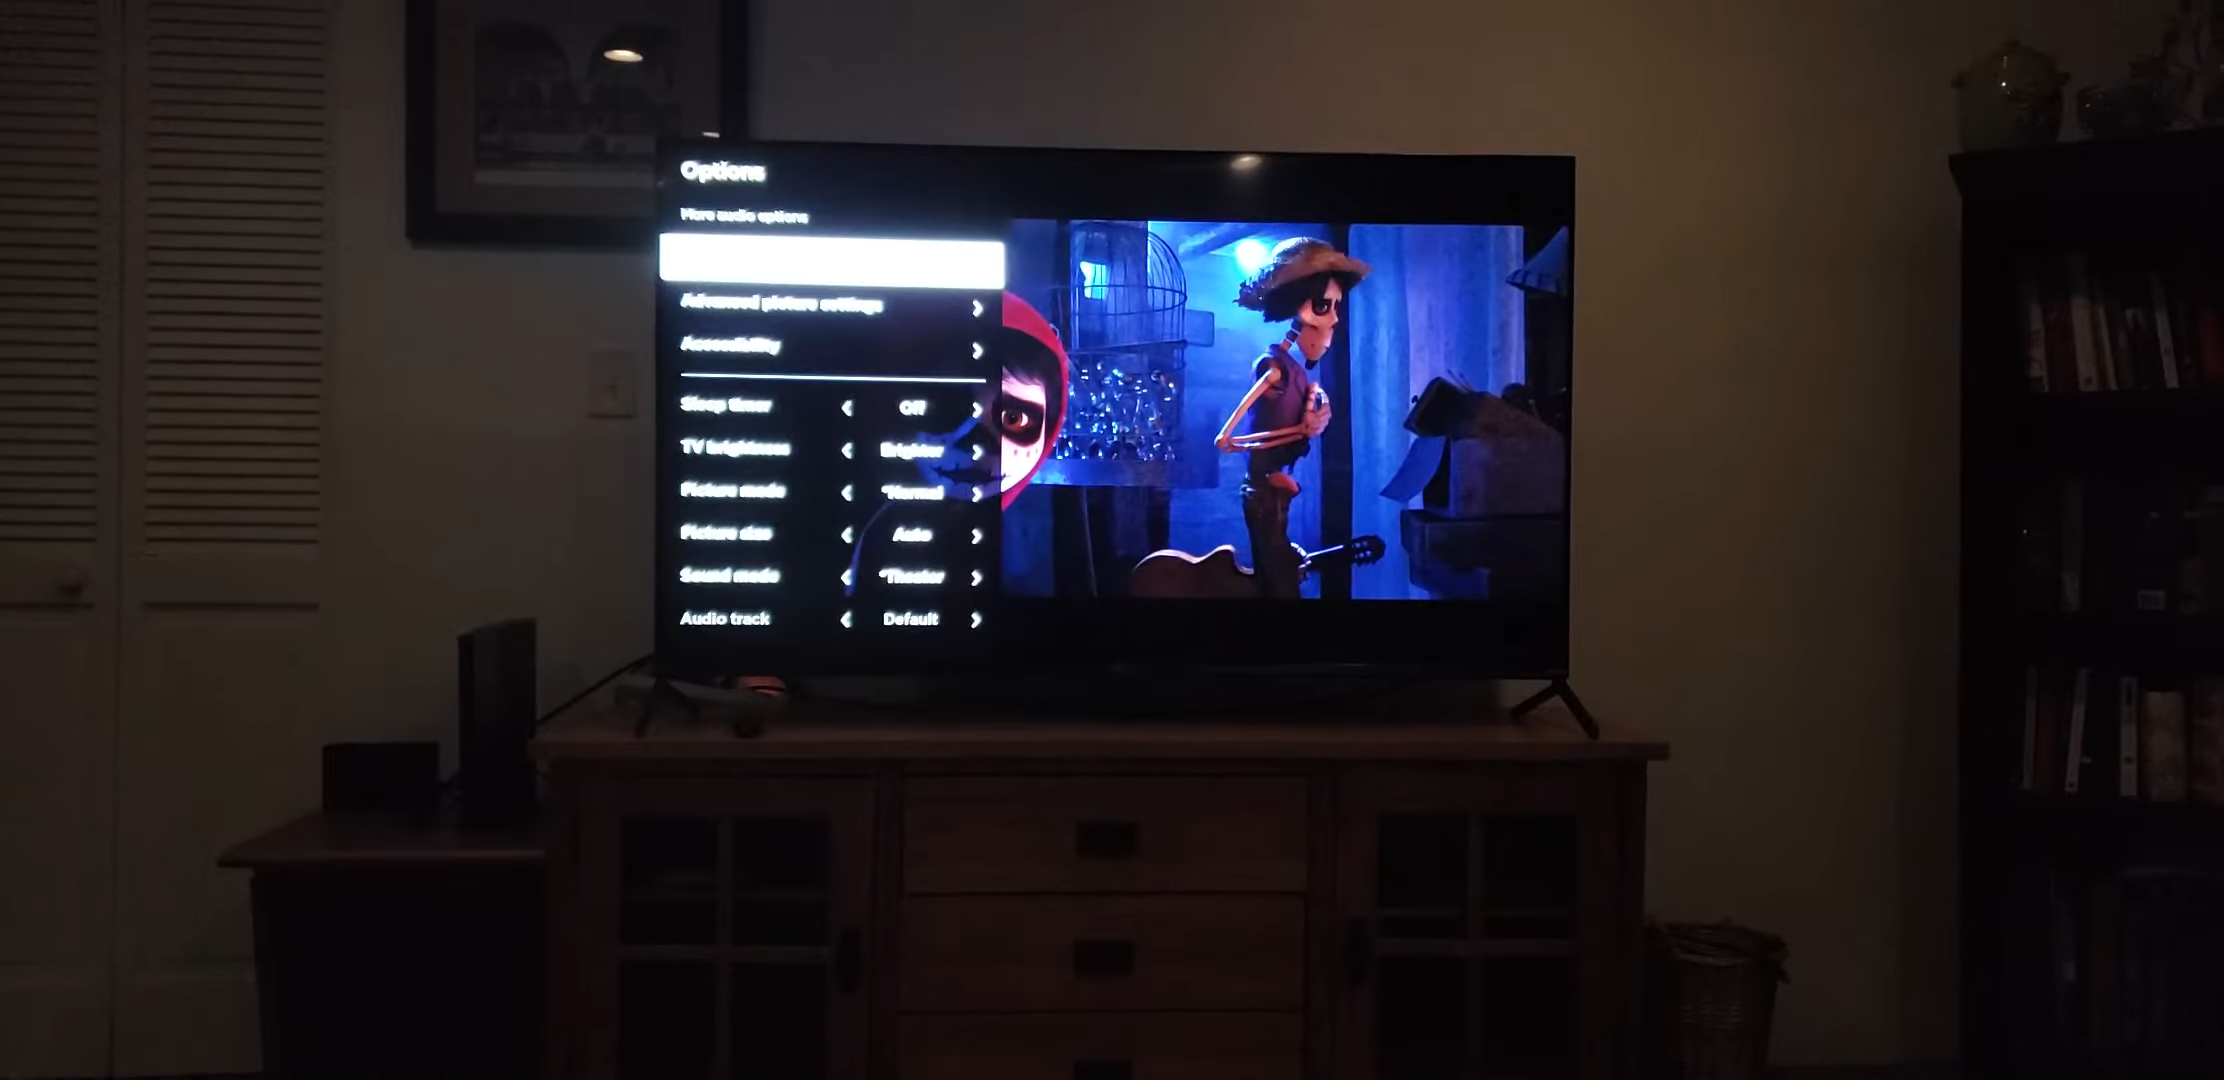 Options
More audio options
Advanced picture settings
Accessibility
Sleep timer Off
TV brightness Brighter
Picture mode *Normal
Picture size Auto
Sound mode *Theater
Audio track Default